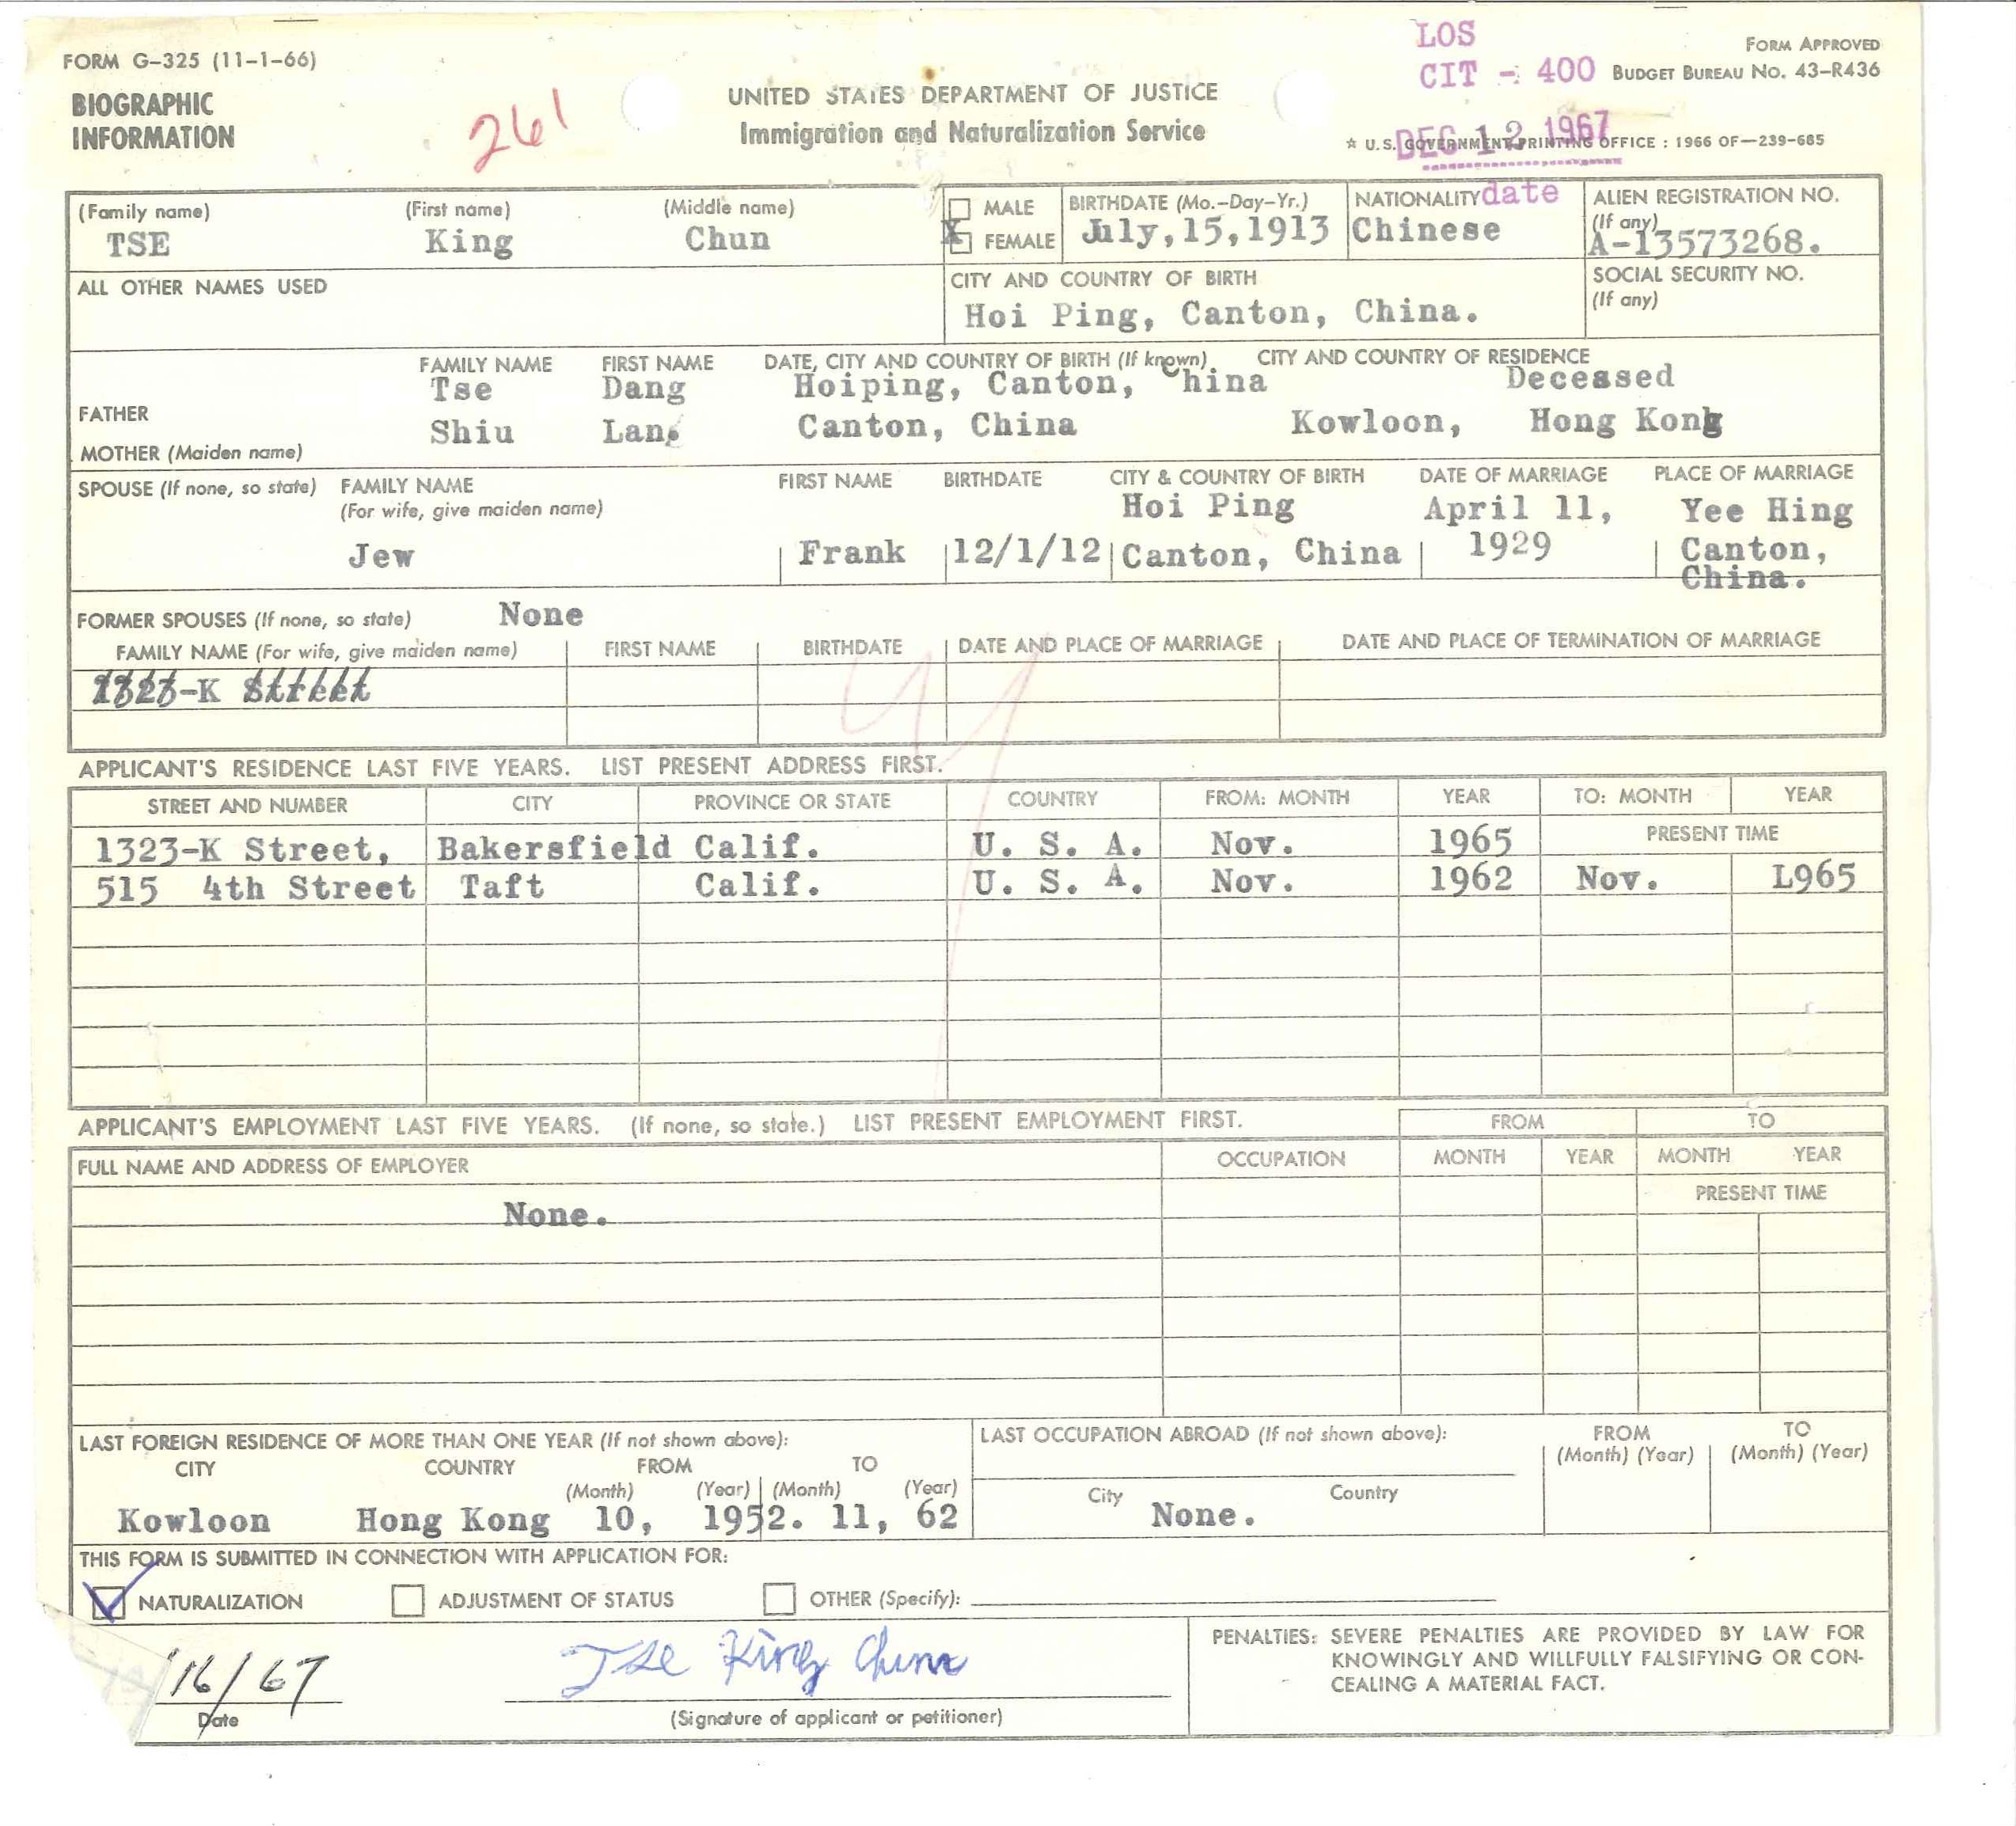 FORM G-325 (11-1-66)
BIOGRAPHIC
INFORMATION
261
UNITED STATES DEPARTMENT OF JUSTICE
Immigration and Naturalization Service
LOS
CIT - 400
DEC 12 1967
date
FORM APPROVED
BUDGET BUREAU NO. 43-R436
☆ U.S. GOVERNMENT PRINTING OFFICE : 1966 OF-239-685
(Family name) (First name) (Middle name)
TSE King Chun
MALE
X FEMALE
BIRTHDATE (Mo.-Day-Yr.)
July,15,1913
NATIONALITY
Chinese
ALIEN REGISTRATION NO.
(If any)
A-13573268.
ALL OTHER NAMES USED
CITY AND COUNTRY OF BIRTH
Hoi Ping, Canton, China.
SOCIAL SECURITY NO.
(If any)
FAMILY NAME FIRST NAME DATE, CITY AND COUNTRY OF BIRTH (If known) CITY AND COUNTRY OF RESIDENCE
FATHER Tse Dang Hoiping, Canton, China Deceased
MOTHER (Maiden name) Shiu Lan. Canton, China Kowloon, Hong Kong
SPOUSE (If none, so state) FAMILY NAME FIRST NAME BIRTHDATE CITY & COUNTRY OF BIRTH DATE OF MARRIAGE PLACE OF MARRIAGE
(For wife, give maiden name) Hoi Ping April 11, Yee Hing
Jew Frank 12/1/12 Canton, China 1929 Canton,
China.
FORMER SPOUSES (If none, so state) None
FAMILY NAME (For wife, give maiden name) FIRST NAME BIRTHDATE DATE AND PLACE OF MARRIAGE DATE AND PLACE OF TERMINATION OF MARRIAGE
1323-K Street
APPLICANT'S RESIDENCE LAST FIVE YEARS. LIST PRESENT ADDRESS FIRST.
STREET AND NUMBER CITY PROVINCE OR STATE COUNTRY FROM: MONTH YEAR TO: MONTH YEAR
1323-K Street, Bakersfield Calif. U. S. A. Nov. 1965 PRESENT TIME
515 4th Street Taft Calif. U. S. A. Nov. 1962 Nov. L965
APPLICANT'S EMPLOYMENT LAST FIVE YEARS. (If none, so state.) LIST PRESENT EMPLOYMENT FIRST. FROM TO
FULL NAME AND ADDRESS OF EMPLOYER OCCUPATION MONTH YEAR MONTH YEAR
PRESENT TIME
None.
LAST FOREIGN RESIDENCE OF MORE THAN ONE YEAR (If not shown above):
CITY COUNTRY FROM TO
(Month) (Year) (Month) (Year)
Kowloon Hong Kong 10, 1952. 11, 62
LAST OCCUPATION ABROAD (If not shown above): FROM TO
(Month) (Year) (Month) (Year)
City Country
None.
THIS FORM IS SUBMITTED IN CONNECTION WITH APPLICATION FOR:
NATURALIZATION ADJUSTMENT OF STATUS OTHER (Specify):
/16/67
Date
Tse King Chun
(Signature of applicant or petitioner)
PENALTIES: SEVERE PENALTIES ARE PROVIDED BY LAW FOR
KNOWINGLY AND WILLFULLY FALSIFYING OR CON-
CEALING A MATERIAL FACT.